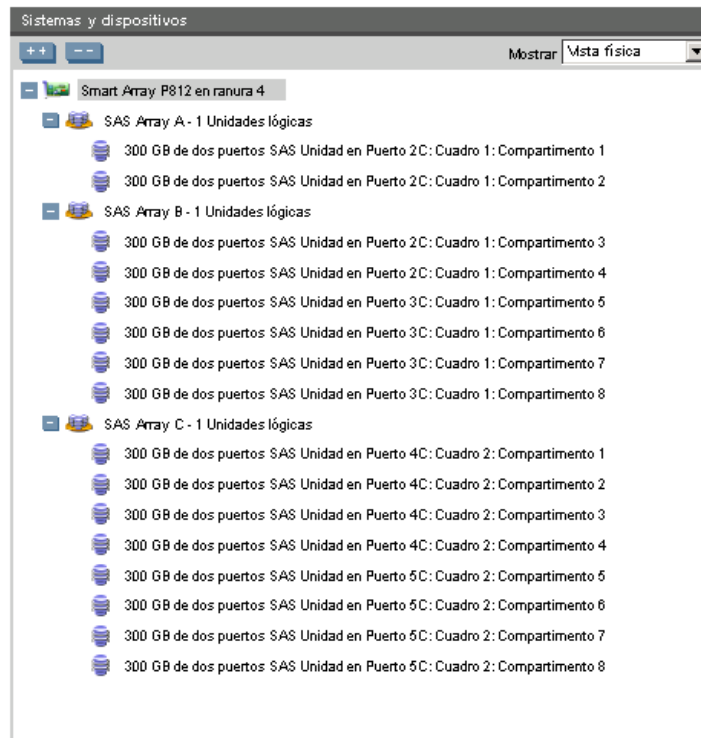 Sistemas y dispositivos
++ -- Mostrar Vista física
Smart Array P812 en ranura 4
SAS Array A - 1 Unidades lógicas
300 GB de dos puertos SAS Unidad en Puerto 2C: Cuadro 1: Compartimento 1
300 GB de dos puertos SAS Unidad en Puerto 2C: Cuadro 1: Compartimento 2
SAS Array B - 1 Unidades lógicas
300 GB de dos puertos SAS Unidad en Puerto 2C: Cuadro 1: Compartimento 3
300 GB de dos puertos SAS Unidad en Puerto 2C: Cuadro 1: Compartimento 4
300 GB de dos puertos SAS Unidad en Puerto 3C: Cuadro 1: Compartimento 5
300 GB de dos puertos SAS Unidad en Puerto 3C: Cuadro 1: Compartimento 6
300 GB de dos puertos SAS Unidad en Puerto 3C: Cuadro 1: Compartimento 7
300 GB de dos puertos SAS Unidad en Puerto 3C: Cuadro 1: Compartimento 8
SAS Array C - 1 Unidades lógicas
300 GB de dos puertos SAS Unidad en Puerto 4C: Cuadro 2: Compartimento 1
300 GB de dos puertos SAS Unidad en Puerto 4C: Cuadro 2: Compartimento 2
300 GB de dos puertos SAS Unidad en Puerto 4C: Cuadro 2: Compartimento 3
300 GB de dos puertos SAS Unidad en Puerto 4C: Cuadro 2: Compartimento 4
300 GB de dos puertos SAS Unidad en Puerto 5C: Cuadro 2: Compartimento 5
300 GB de dos puertos SAS Unidad en Puerto 5C: Cuadro 2: Compartimento 6
300 GB de dos puertos SAS Unidad en Puerto 5C: Cuadro 2: Compartimento 7
300 GB de dos puertos SAS Unidad en Puerto 5C: Cuadro 2: Compartimento 8